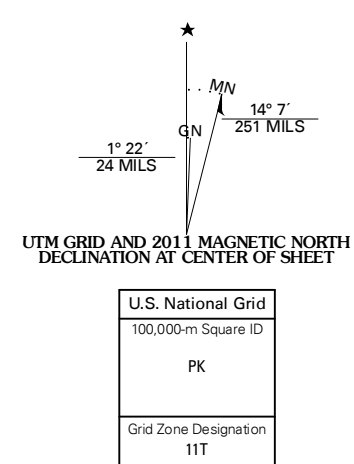 ★
MN
GN
14° 7´
251 MILS
1° 22´
24 MILS
UTM GRID AND 2011 MAGNETIC NORTH
DECLINATION AT CENTER OF SHEET
U.S. National Grid
100,000-m Square ID
PK
Grid Zone Designation
11T